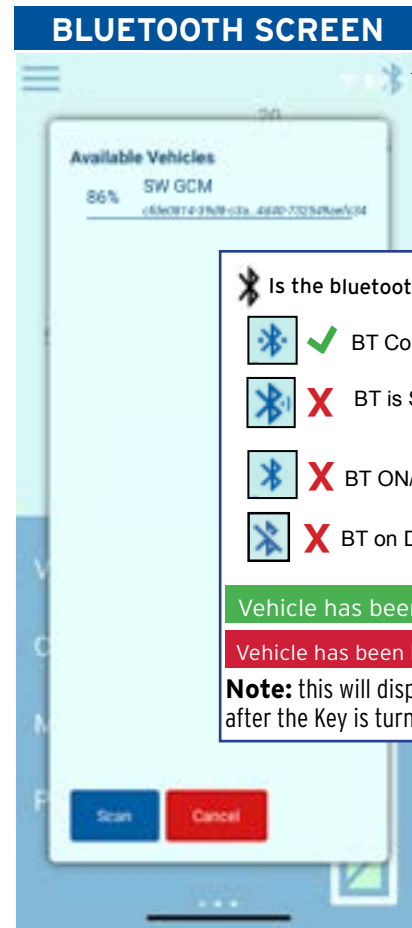 BLUETOOTH SCREEN
Available Vehicles
86% SW GCM
Is the bluetoot
BT Co
BT is S
BT ON/
BT on D
Vehicle has been
Vehicle has been
Note: this will disp
after the Key is turn
Scan Cancel